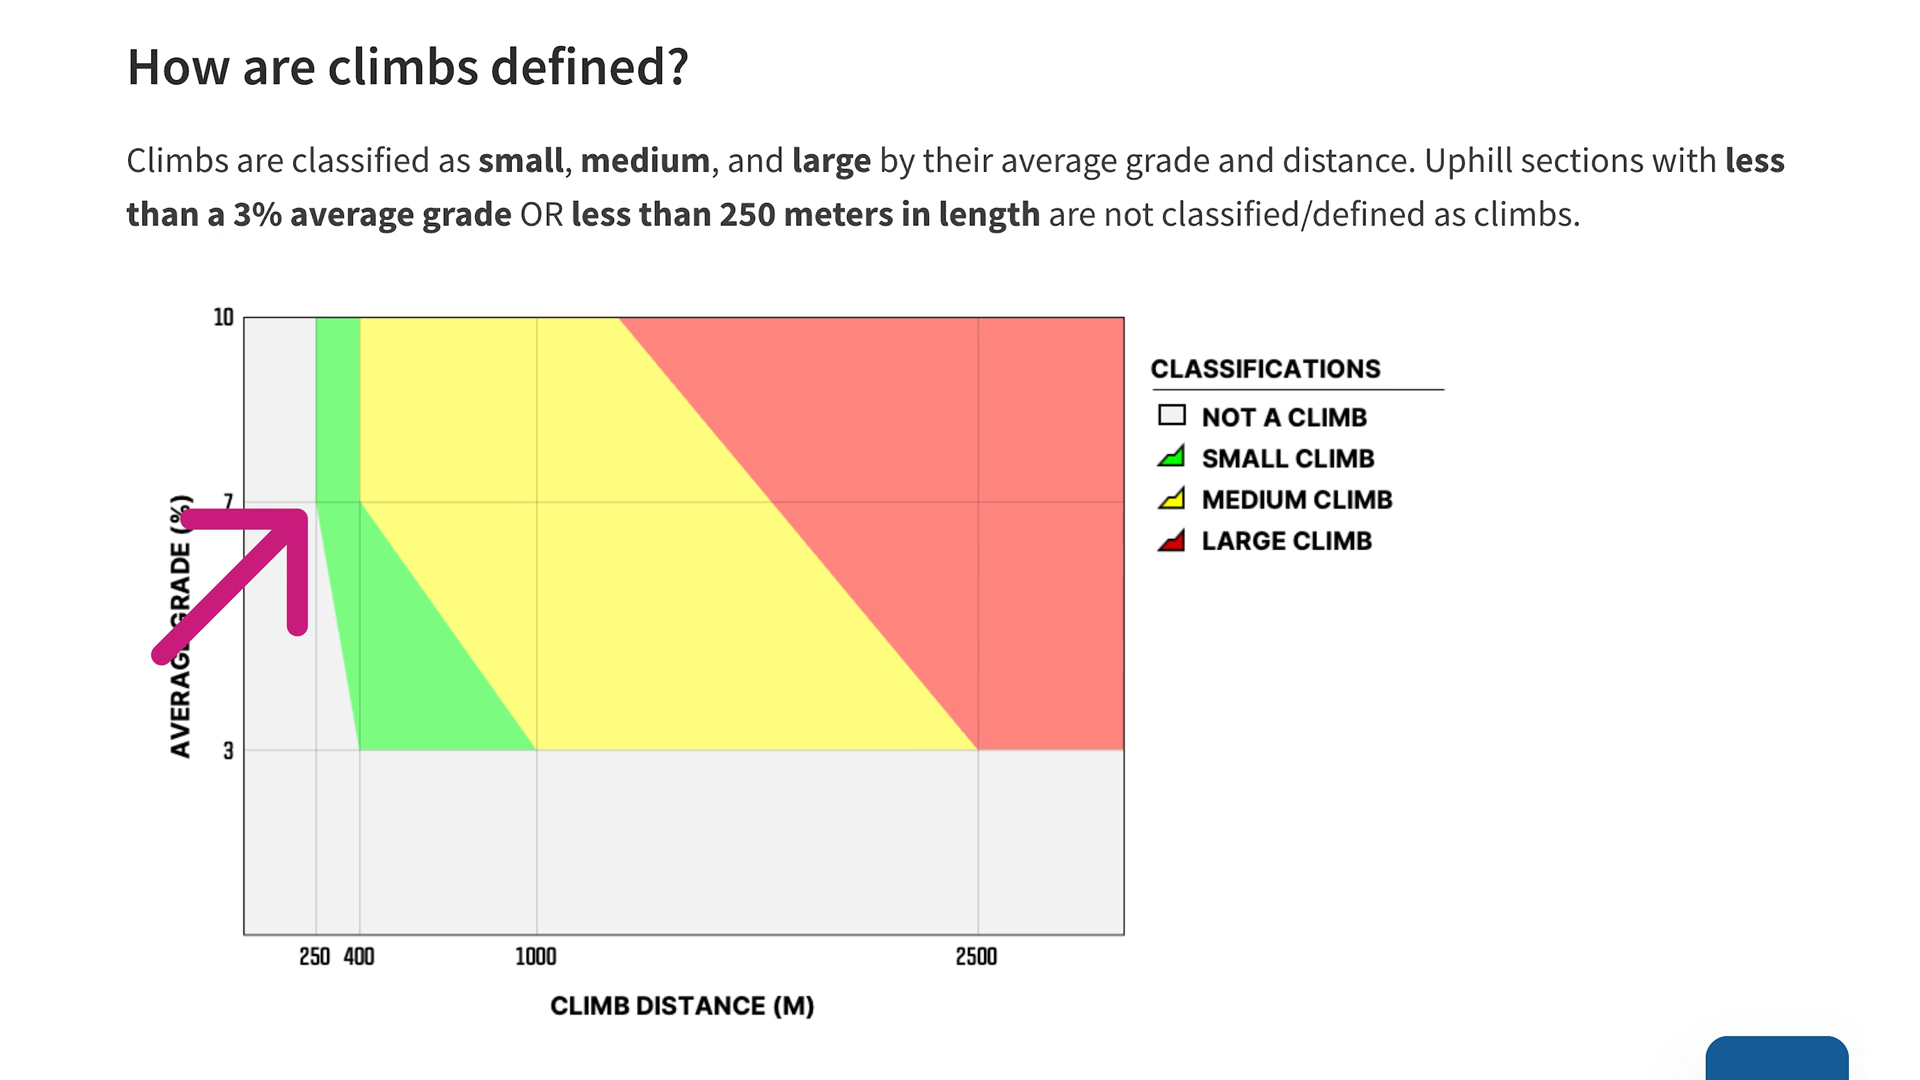 How are climbs defined?
Climbs are classified as small, medium, and large by their average grade and distance. Uphill sections with less
than a 3% average grade OR less than 250 meters in length are not classified/defined as climbs.
10
7
3
AVERAGE GRADE (%)
CLASSIFICATIONS
NOT A CLIMB
SMALL CLIMB
MEDIUM CLIMB
LARGE CLIMB
250 400 1000 2500
CLIMB DISTANCE (M)